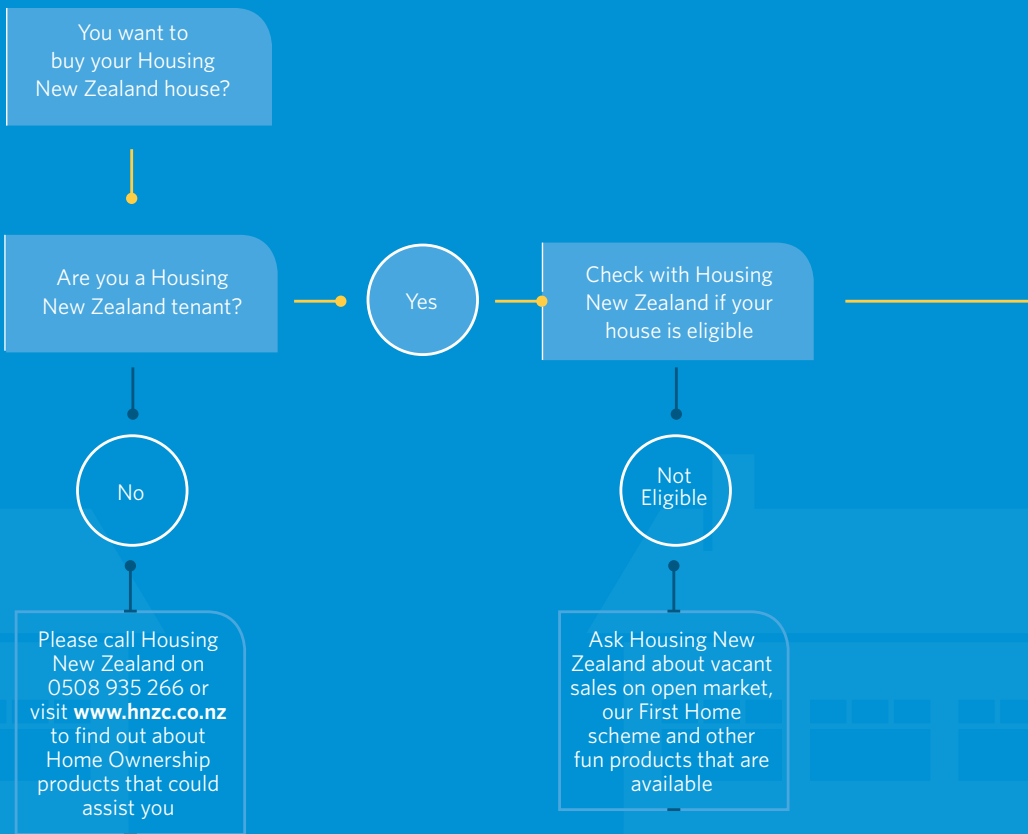 You want to
buy your Housing
New Zealand house?
Are you a Housing
New Zealand tenant?
Yes
Check with Housing
New Zealand if your
house is eligible
No
Not
Eligible
Please call Housing
New Zealand on
0508 935 266 or
visit www.hnzc.co.nz
to find out about
Home Ownership
products that could
assist you
Ask Housing New
Zealand about vacant
sales on open market,
our First Home
scheme and other
fun products that are
available